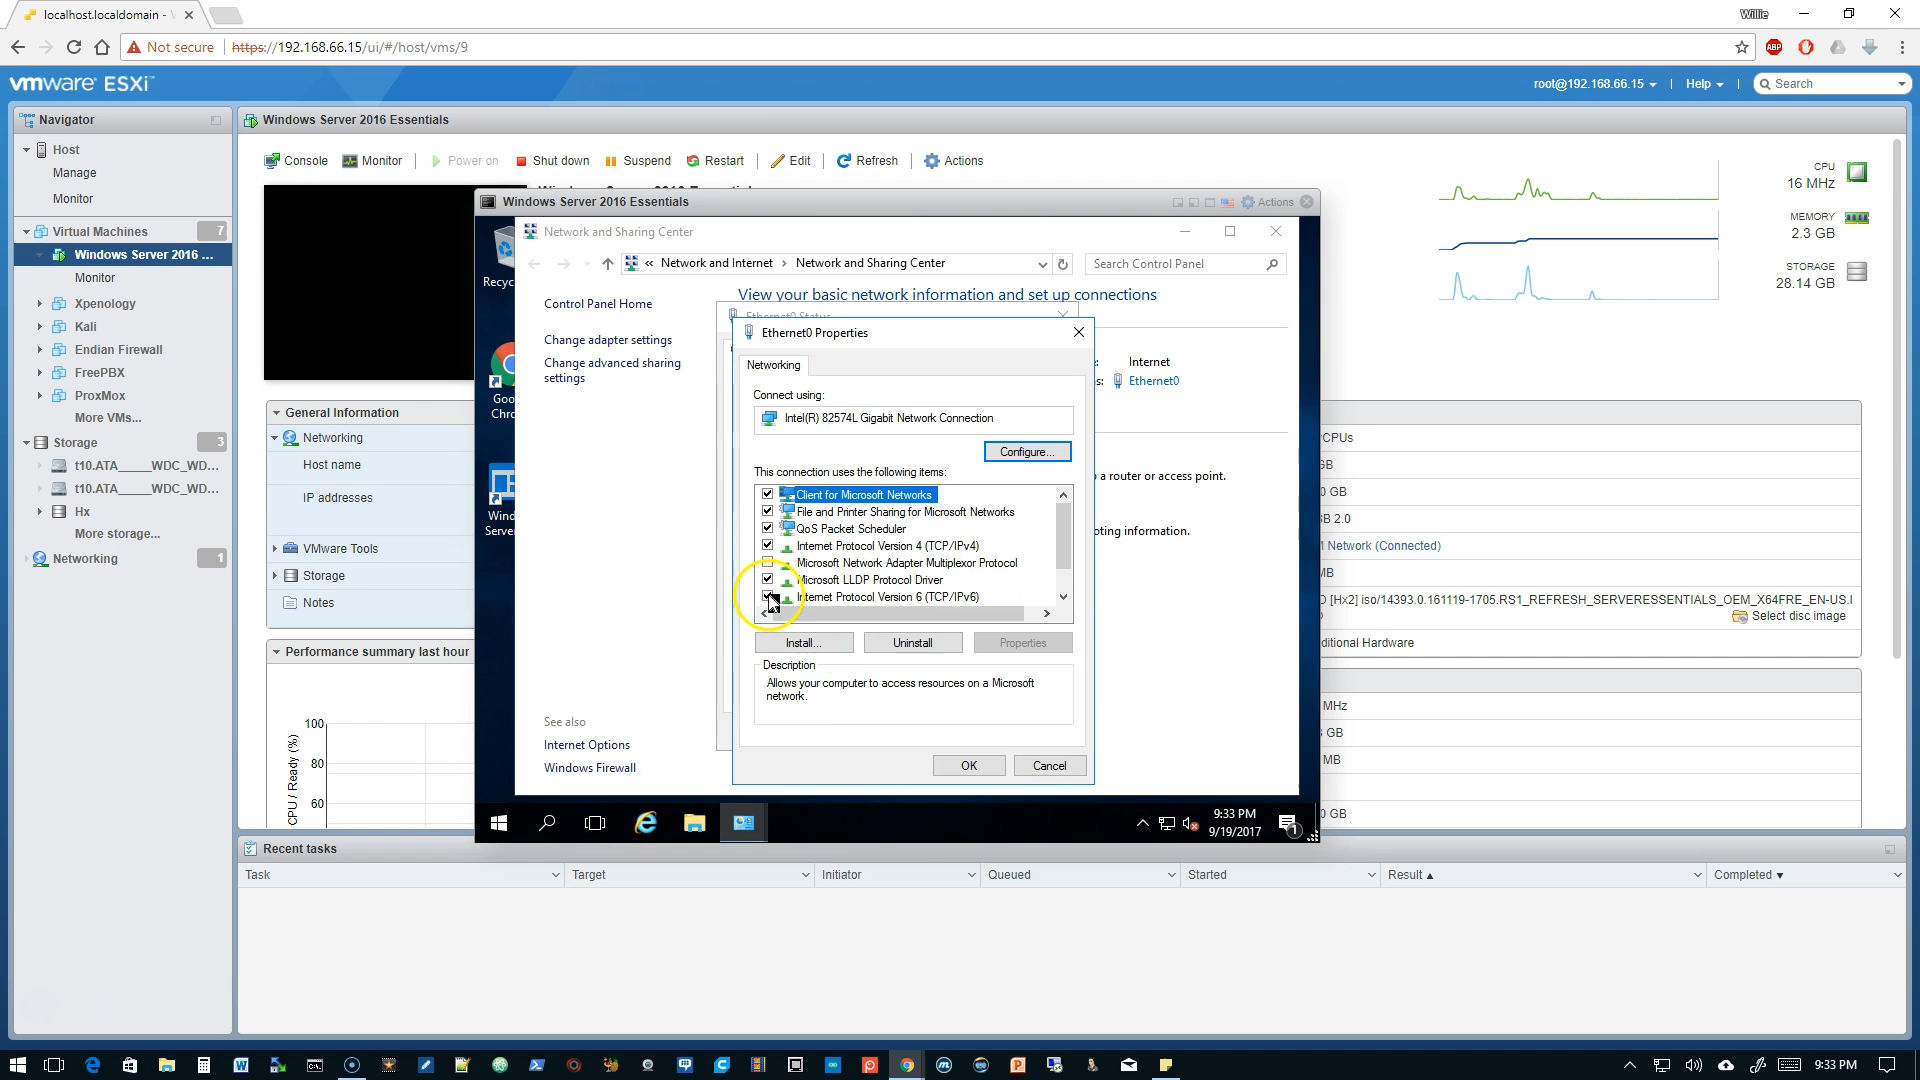 localhost.localdomain -
Willie
Not secure
https://192.168.66.15/ui/#/host/vms/9
ABP
vmware ESXi
root@192.168.66.15
Help
Search
Navigator
Host
Manage
Monitor
Virtual Machines
7
Windows Server 2016 ...
Monitor
Xpenology
Kali
Endian Firewall
FreePBX
ProxMox
More VMs...
Storage
3
t10.ATA_____WDC_WD...
t10.ATA_____WDC_WD...
Hx
More storage...
Networking
1
Windows Server 2016 Essentials
Console
Monitor
Power on
Shut down
Suspend
Restart
Edit
Refresh
Actions
CPU
16 MHz
MEMORY
2.3 GB
STORAGE
28.14 GB
General Information
Networking
Host name
IP addresses
VMware Tools
Storage
Notes
Performance summary last hour
CPU / Ready (%)
100
80
60
Windows Server 2016 Essentials
Actions
Network and Sharing Center
« Network and Internet › Network and Sharing Center
Search Control Panel
Control Panel Home
Change adapter settings
Change advanced sharing
settings
View your basic network information and set up connections
Ethernet0 Status
Internet
Ethernet0
a router or access point.
Ethernet0 Properties
Networking
Connect using:
Intel(R) 82574L Gigabit Network Connection
Configure...
This connection uses the following items:
Client for Microsoft Networks
File and Printer Sharing for Microsoft Networks
QoS Packet Scheduler
Internet Protocol Version 4 (TCP/IPv4)
Microsoft Network Adapter Multiplexor Protocol
Microsoft LLDP Protocol Driver
Internet Protocol Version 6 (TCP/IPv6)
Install...
Uninstall
Properties
Description
Allows your computer to access resources on a Microsoft
network.
OK
Cancel
information.
See also
Internet Options
Windows Firewall
9:33 PM
9/19/2017
1
CPUs
GB
Network (Connected)
[Hx2] iso/14393.0.161119-1705.RS1_REFRESH_SERVERESSENTIALS_OEM_X64FRE_EN-US.I
Select disc image
Hardware
MHz
GB
MB
GB
Recent tasks
Task
Target
Initiator
Queued
Started
Result
Completed
9:33 PM